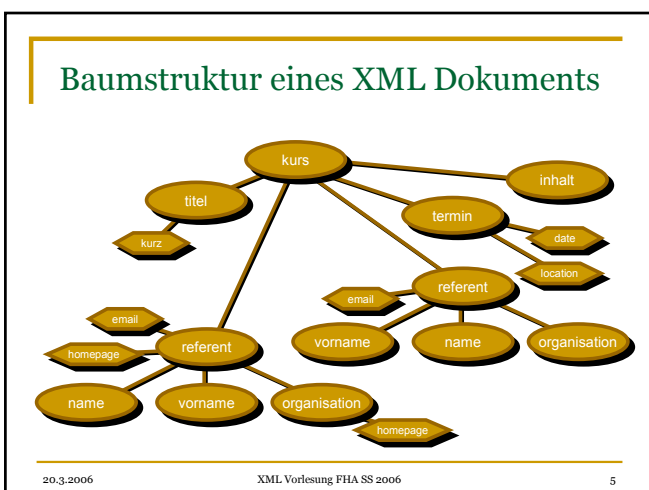 Baumstruktur eines XML Dokuments
kurs
inhalt
titel
termin
kurz
date
location
referent
email
vorname
name
organisation
email
homepage
referent
name
vorname
organisation
homepage
20.3.2006 XML Vorlesung FHA SS 2006 5